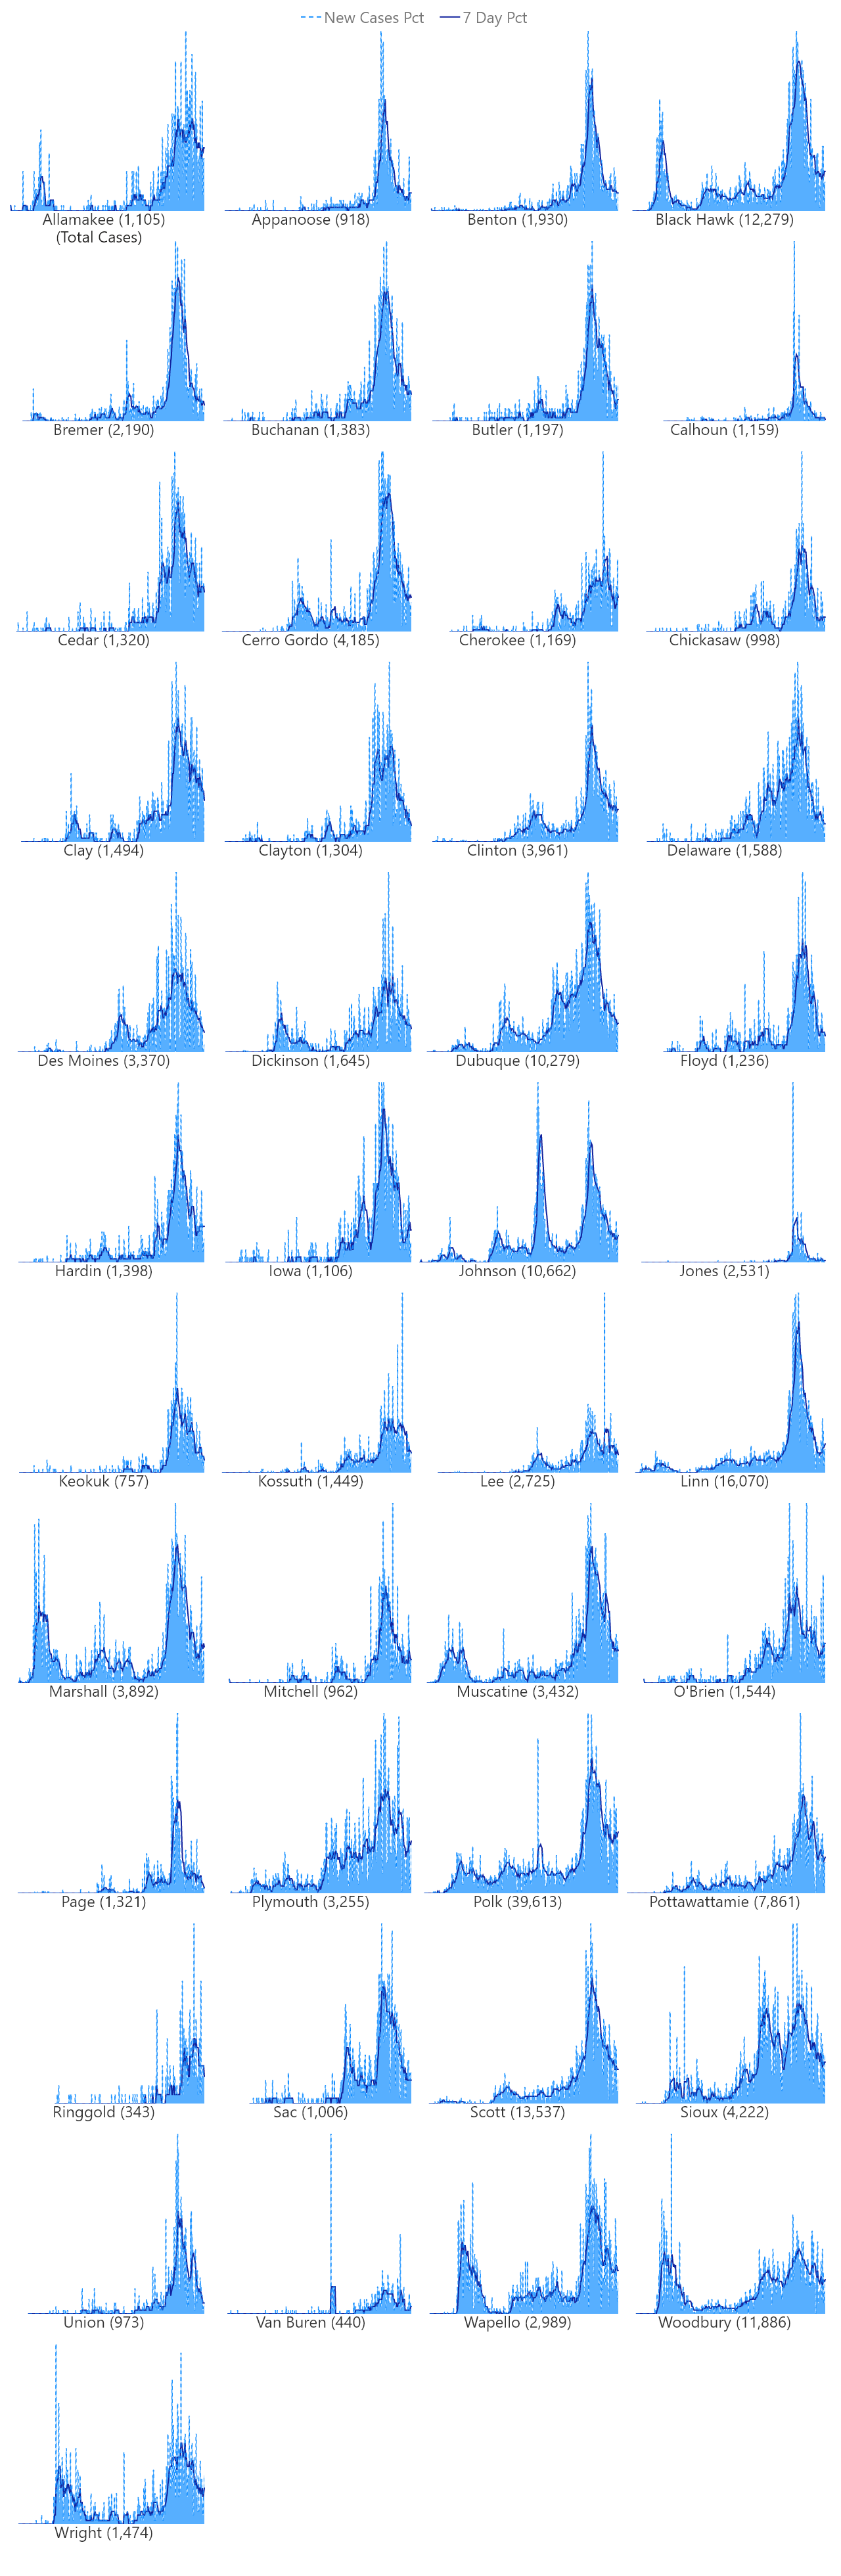 New Cases Pct 7 Day Pct
Allamakee (1,105) Appanoose (918) Benton (1,930) Black Hawk (12,279)
(Total Cases)
Bremer (2,190) Buchanan (1,383) Butler (1,197) Calhoun (1,159)
Cedar (1,320) Cerro Gordo (4,185) Cherokee (1,169) Chickasaw (998)
Clay (1,494) Clayton (1,304) Clinton (3,961) Delaware (1,588)
Des Moines (3,370) Dickinson (1,645) Dubuque (10,279) Floyd (1,236)
Hardin (1,398) Iowa (1,106) Johnson (10,662) Jones (2,531)
Keokuk (757) Kossuth (1,449) Lee (2,725) Linn (16,070)
Marshall (3,892) Mitchell (962) Muscatine (3,432) O'Brien (1,544)
Page (1,321) Plymouth (3,255) Polk (39,613) Pottawattamie (7,861)
Ringgold (343) Sac (1,006) Scott (13,537) Sioux (4,222)
Union (973) Van Buren (440) Wapello (2,989) Woodbury (11,886)
Wright (1,474)